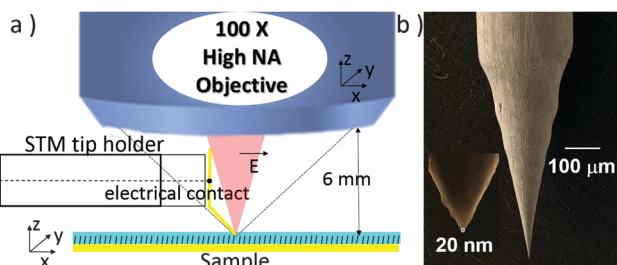 a )
100 X
High NA
Objective
z
y
x
STM tip holder
E
electrical contact
6 mm
z
y
x
Sample
b )
100 μm
20 nm